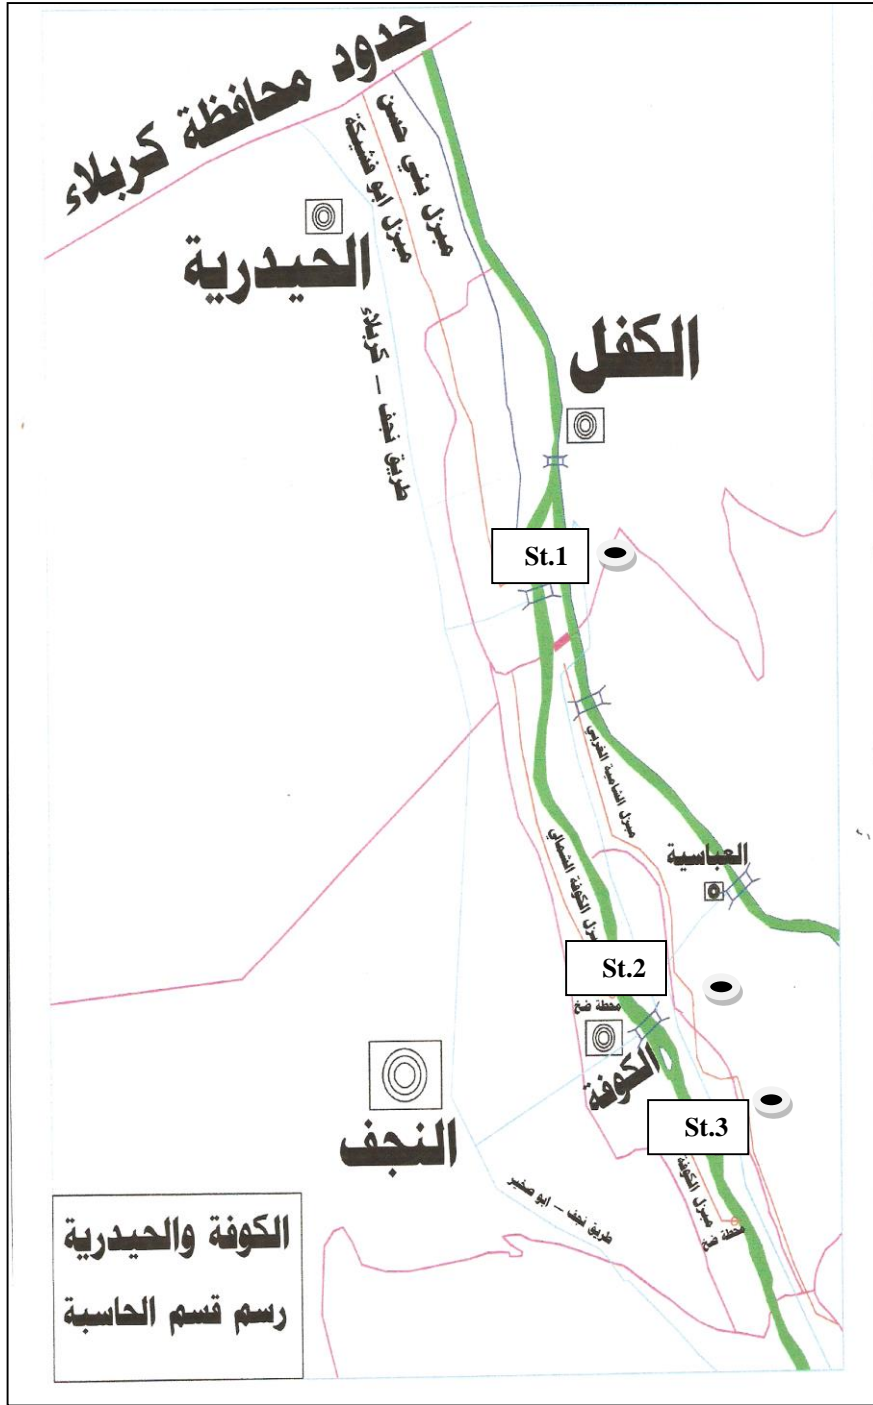 حدود محافظة كربلاء
مبزل بني حسن
مبزل ابو فشيكة
الحيدرية
طريق نجف - كربلاء
الكفل
St.1
مبزل الشامية الغربي
العباسية
مبزل الكوفة الشمالي
St.2
محطة ضخ
الكوفة
النجف
St.3
مبزل الكوفة
محطة ضخ
طريق نجف - ابو صخير
الكوفة والحيدرية
رسم قسم الحاسبة